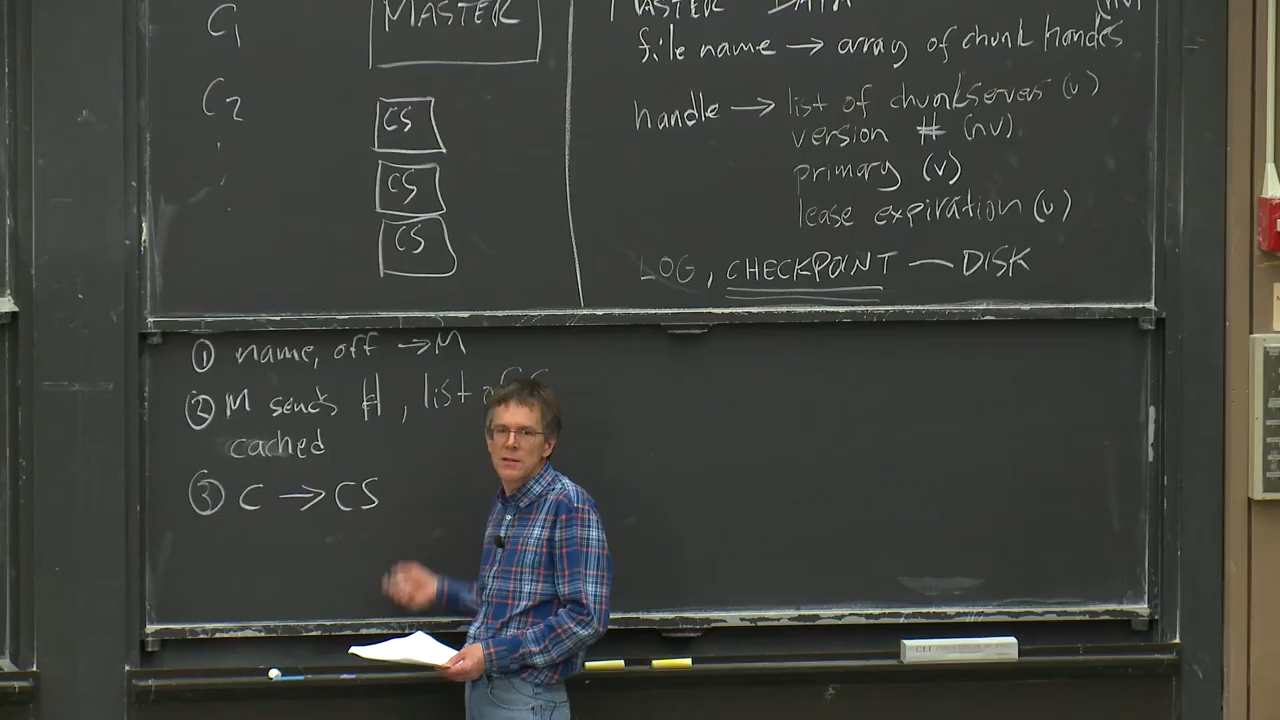 C1
MASTER
C2
CS
CS
CS
MASTER DATA
(nv)
file name → array of chunk handles
handle → list of chunkservers (v)
version # (nv)
primary (v)
lease expiration (v)
LOG, CHECKPOINT — DISK
① name, off → M
② M sends H, list of CS
cached
③ C → CS